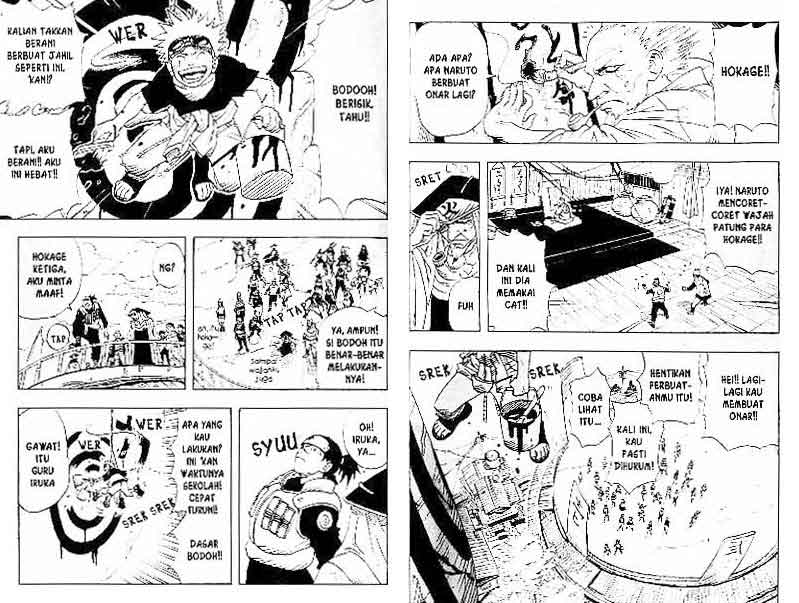 HOKAGE!!
ADA APA?
APA NARUTO
BERBUAT
ONAR LAGI?
IYA! NARUTO
MENCORET-
CORET WAJAH
PATUNG PARA
HOKAGE!!
DAN KALI
INI DIA
MEMAKAI
CAT!!
SRET
FUH
HEI!! LAGI-
LAGI KAU
MEMBUAT
ONAR!!
HENTIKAN
PERBUAT-
ANMU ITU!
KALI INI,
KAU
PASTI
DIHUKUM!
COBA
LIHAT
ITU...
SREK
SREK
WER
BODOOH!
BERISIK,
TAHU!!
KALIAN TAKKAN
BERANI
BERBUAT JAHIL
SEPERTI INI,
'KAN!?
TAPI, AKU
BERANI!! AKU
INI HEBAT!!
YA, AMPUN!
SI BODOH ITU
BENAR-BENAR
MELAKUKAN-
NYA!
TAP TAP
Sampai
wajahku
juga
NG?
HOKAGE
KETIGA,
AKU MINTA
MAAF!
TAP
OH!
IRUKA,
YA...
SYUU
APA YANG
KAU
LAKUKAN?
INI 'KAN
WAKTUNYA
SEKOLAH!
CEPAT
TURUN!!
DASAR
BODOH!!
WER
WER
SREK SREK
GAWAT!
ITU
GURU
IRUKA